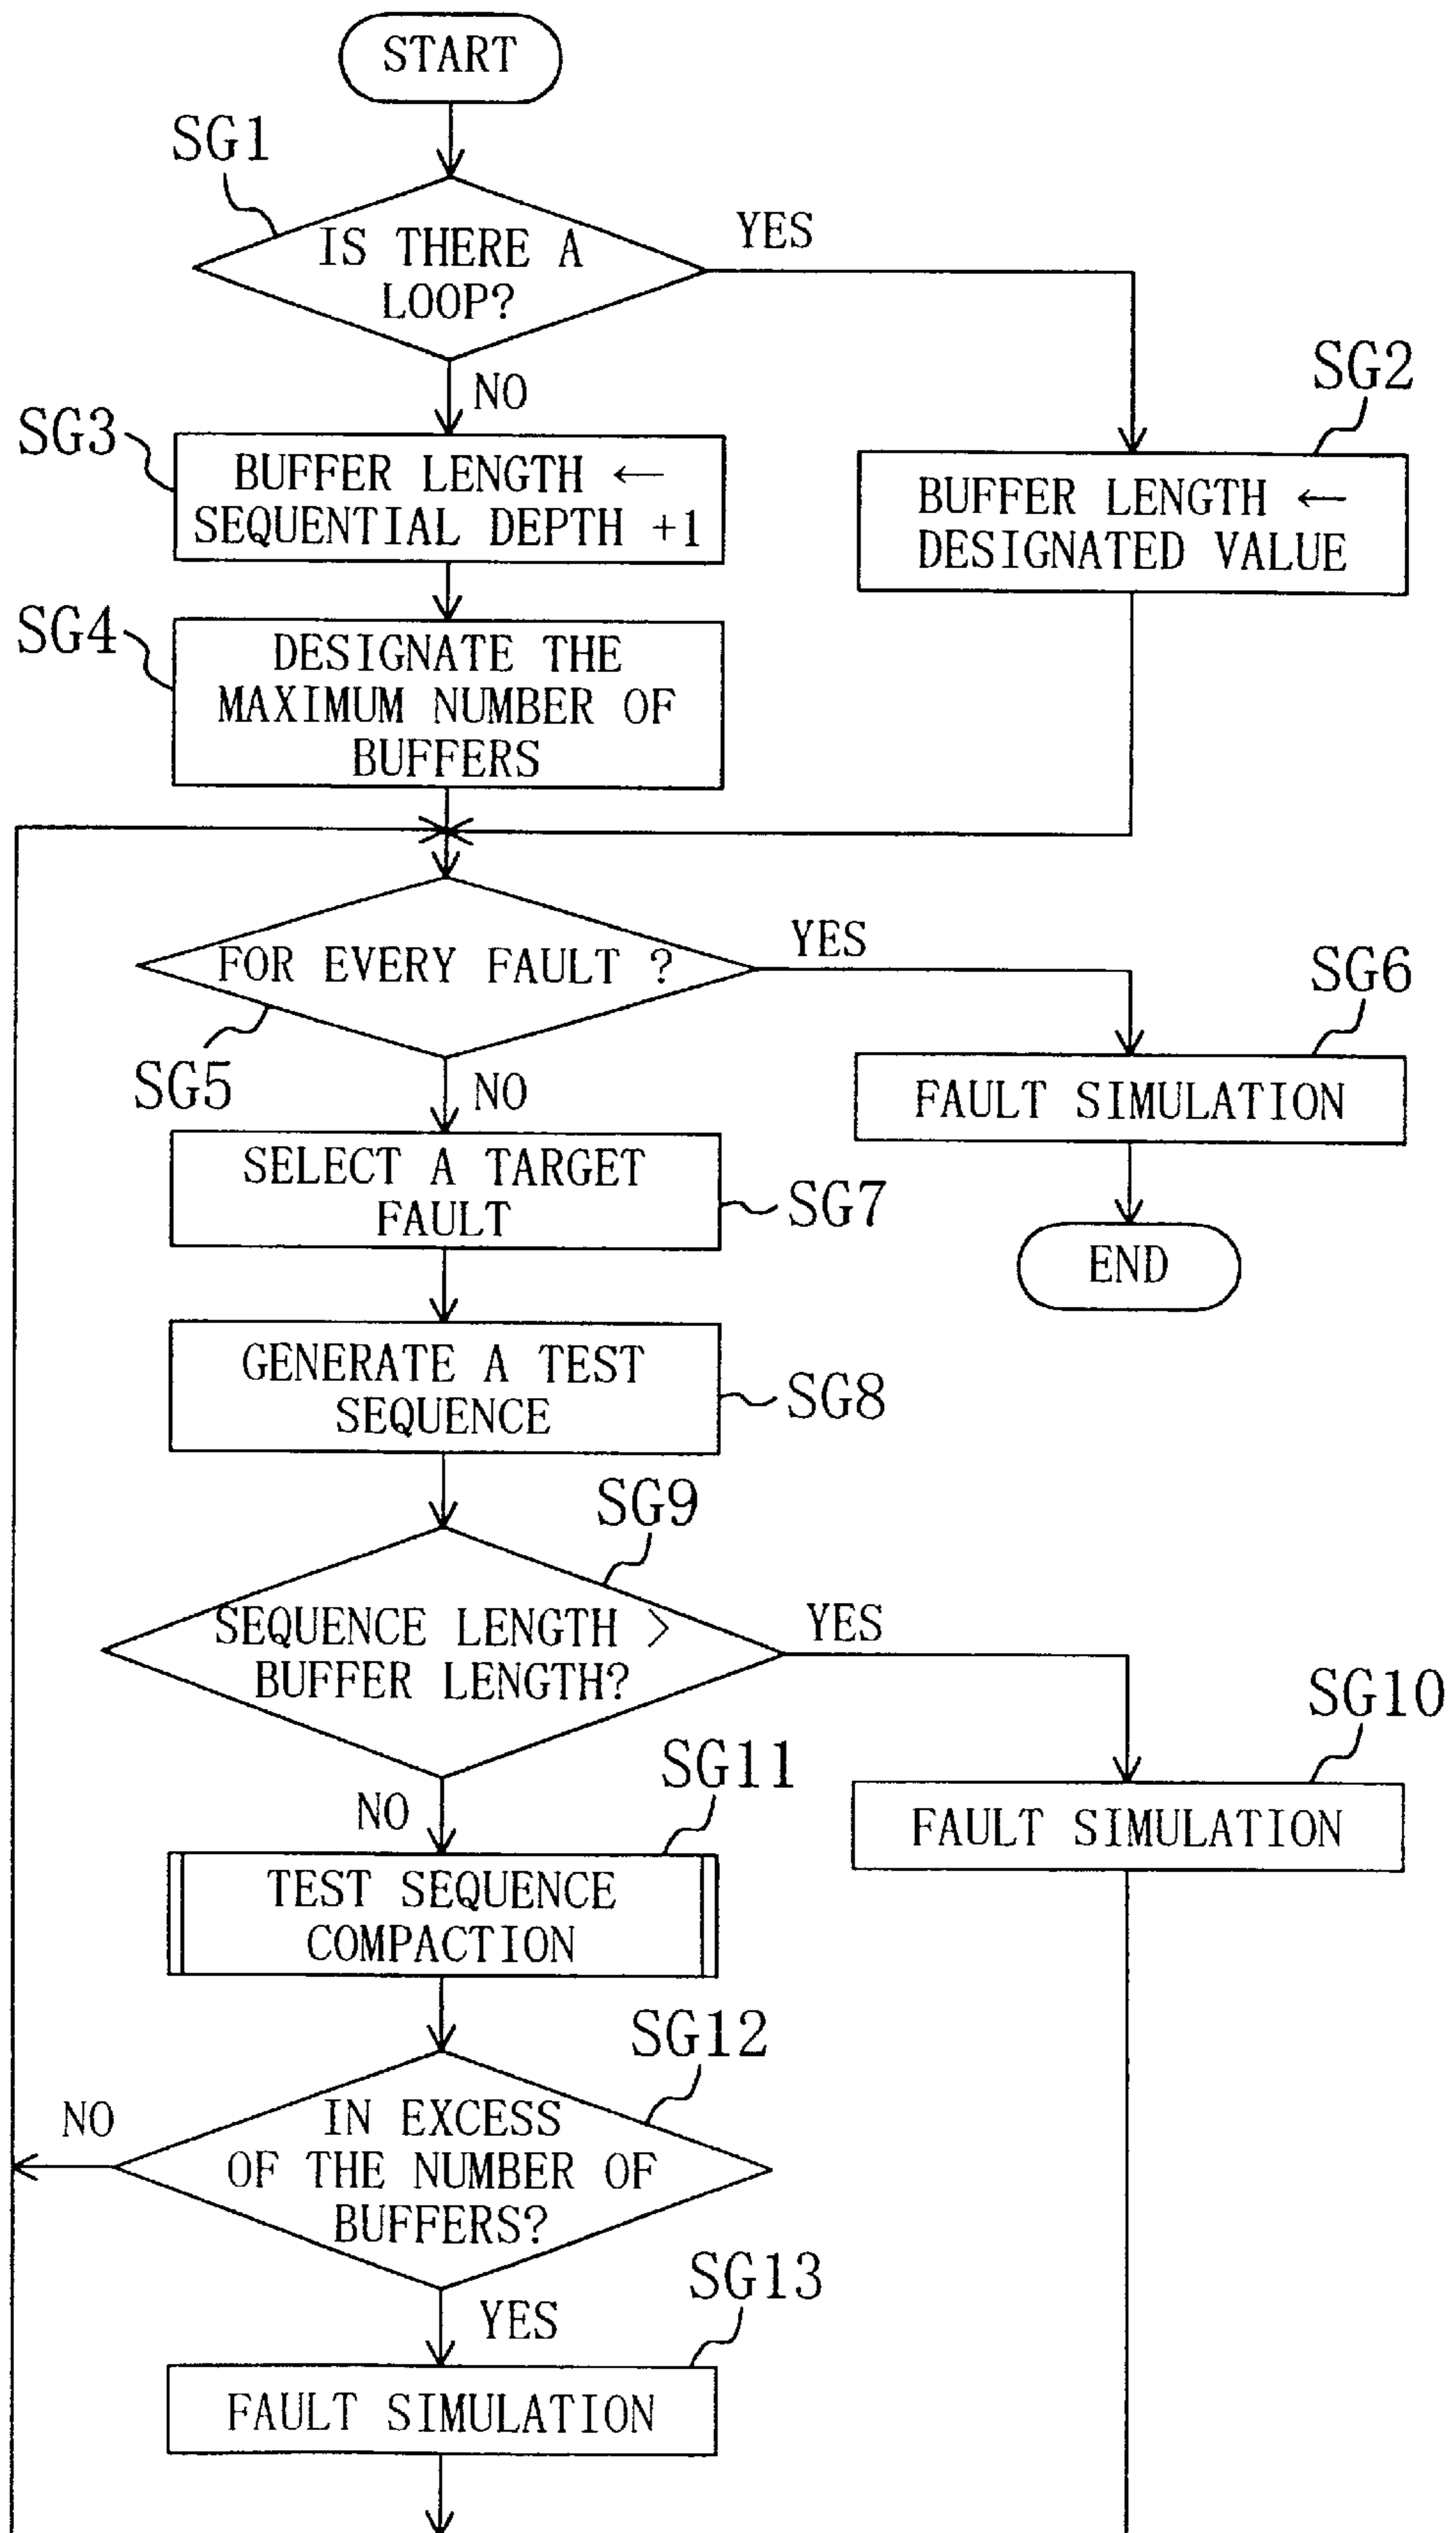 START
SG1
IS THERE A
LOOP?
YES
NO
SG2
SG3
BUFFER LENGTH ←
SEQUENTIAL DEPTH +1
BUFFER LENGTH ←
DESIGNATED VALUE
SG4
DESIGNATE THE
MAXIMUM NUMBER OF
BUFFERS
FOR EVERY FAULT ?
YES
SG5
NO
SG6
FAULT SIMULATION
SELECT A TARGET
FAULT
SG7
END
GENERATE A TEST
SEQUENCE
SG8
SG9
SEQUENCE LENGTH >
BUFFER LENGTH?
YES
NO
SG10
FAULT SIMULATION
SG11
TEST SEQUENCE
COMPACTION
SG12
IN EXCESS
OF THE NUMBER OF
BUFFERS?
NO
YES
SG13
FAULT SIMULATION